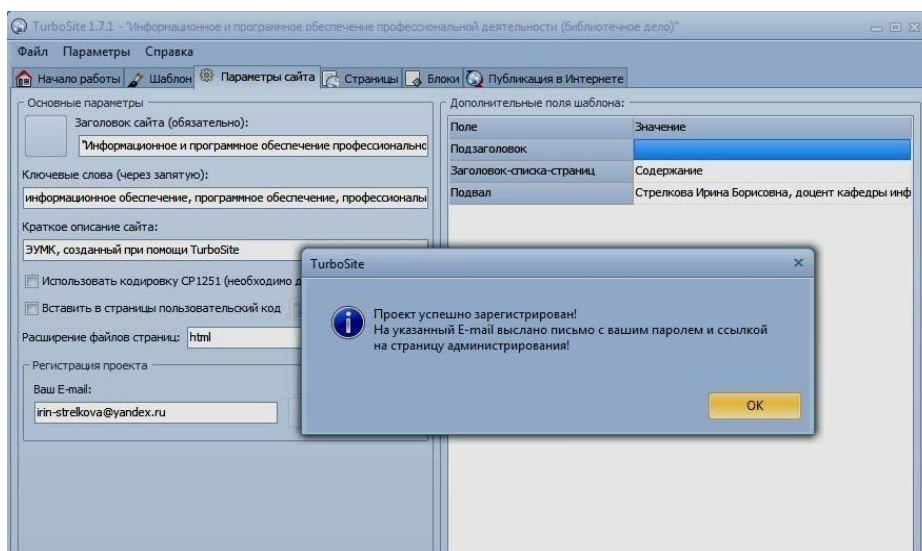 TurboSite 1.7.1 - "Информационное и программное обеспечение профессиональной деятельности (библиотечное дело)"
Файл Параметры Справка
Начало работы Шаблон Параметры сайта Страницы Блоки Публикация в Интернете
Основные параметры
Заголовок сайта (обязательно):
"Информационное и программное обеспечение профессионально
Ключевые слова (через запятую):
информационное обеспечение, программное обеспечение, профессиональн
Краткое описание сайта:
ЭУМК, созданный при помощи TurboSite
Использовать кодировку CP1251 (необходимо д
Вставить в страницы пользовательский код
Расширение файлов страниц: html
Регистрация проекта
Ваш E-mail:
irin-strelkova@yandex.ru
Дополнительные поля шаблона:
Поле Значение
Подзаголовок
Заголовок-списка-страниц Содержание
Подвал Стрелкова Ирина Борисовна, доцент кафедры инф
TurboSite
Проект успешно зарегистрирован!
На указанный E-mail выслано письмо с вашим паролем и ссылкой
на страницу администрирования!
OK